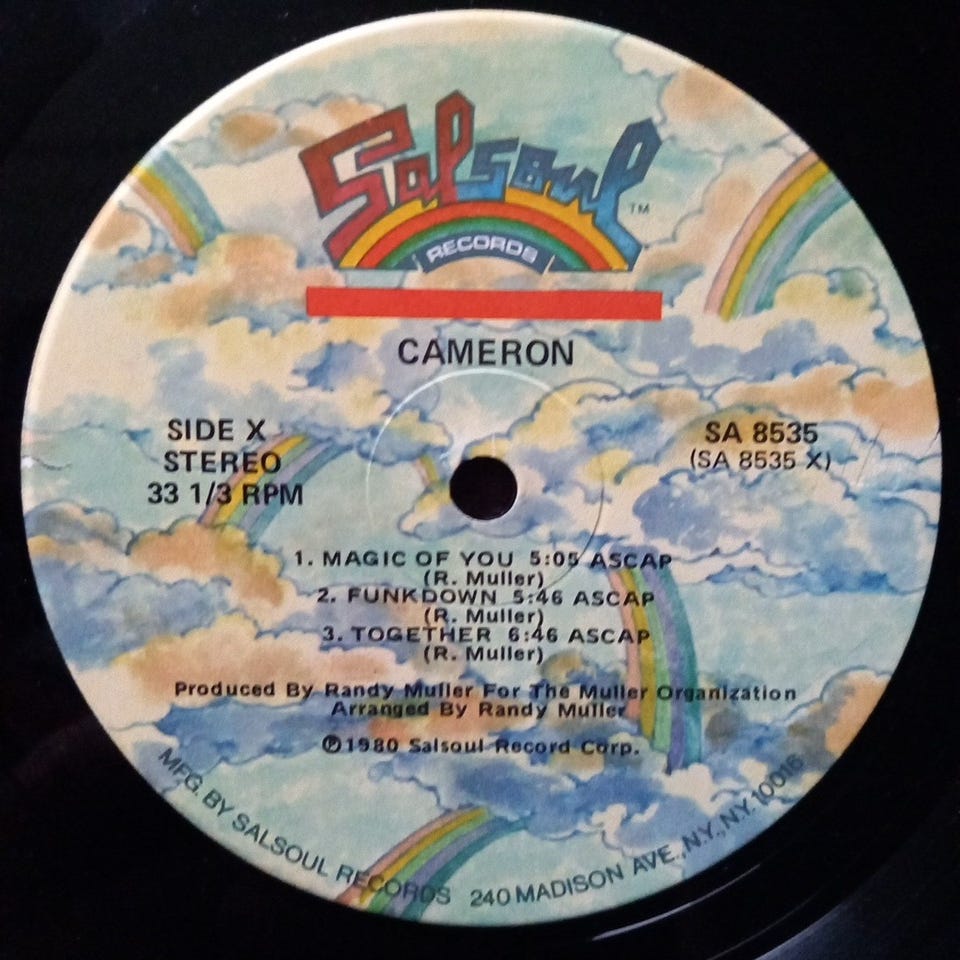 Salsoul
TM
RECORDS
CAMERON
SIDE X
STEREO
33 1/3 RPM
SA 8535
(SA 8535 X)
1. MAGIC OF YOU 5:05 ASCAP
(R. Muller)
2. FUNKDOWN 5:46 ASCAP
(R. Muller)
3. TOGETHER 6:46 ASCAP
(R. Muller)
Produced By Randy Muller For The Muller Organization
Arranged By Randy Muller
℗1980 Salsoul Record Corp.
MFG. BY SALSOUL RECORDS 240 MADISON AVE., N.Y., N.Y. 10016